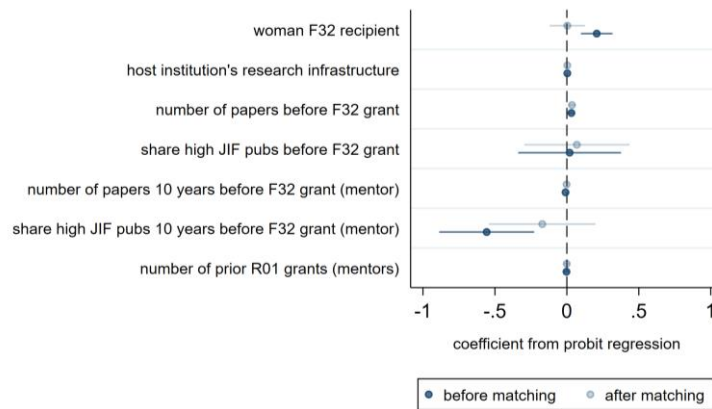 woman F32 recipient
host institution's research infrastructure
number of papers before F32 grant
share high JIF pubs before F32 grant
number of papers 10 years before F32 grant (mentor)
share high JIF pubs 10 years before F32 grant (mentor)
number of prior R01 grants (mentors)
-1 -.5 0 .5 1
coefficient from probit regression
before matching after matching